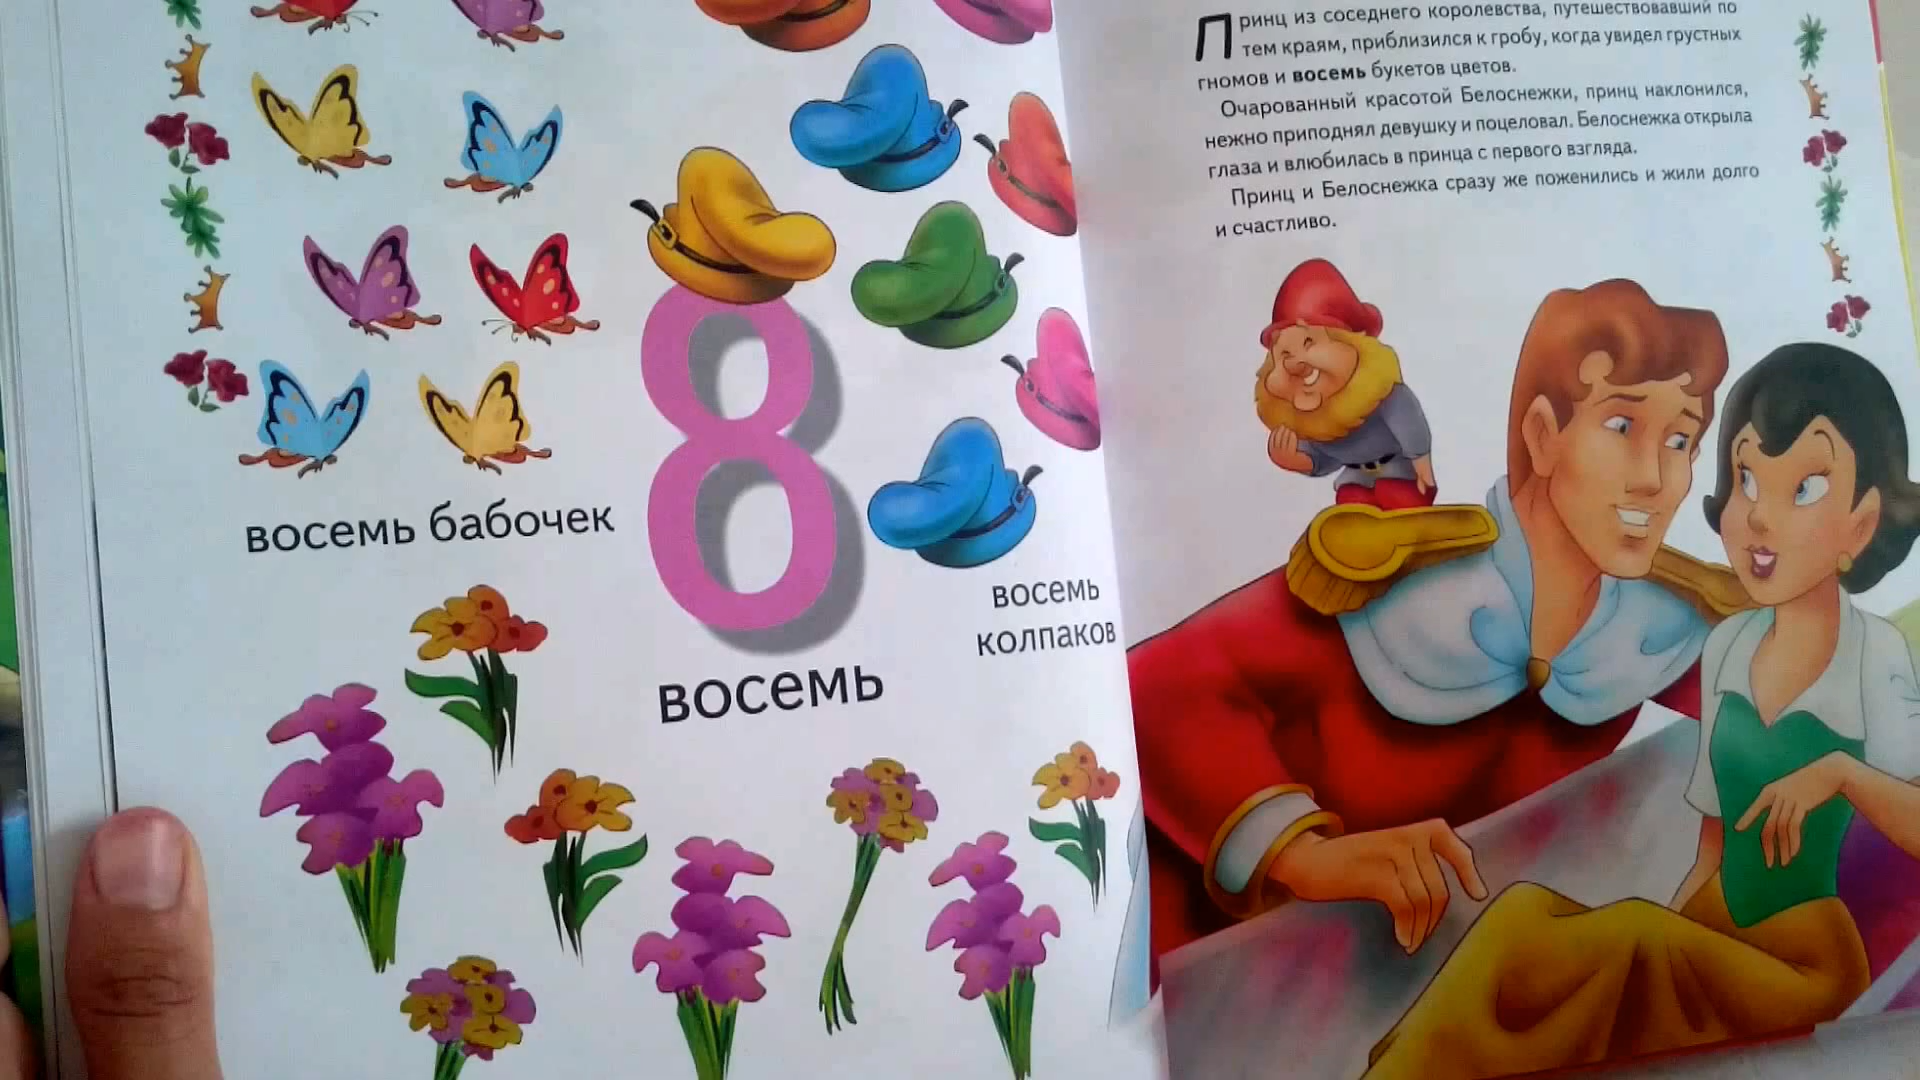 восемь бабочек
8
восемь
колпаков
восемь
Принц из соседнего королевства, путешествовавший по
тем краям, приблизился к гробу, когда увидел грустных
гномов и восемь букетов цветов.
Очарованный красотой Белоснежки, принц наклонился,
нежно приподнял девушку и поцеловал. Белоснежка открыла
глаза и влюбилась в принца с первого взгляда.
Принц и Белоснежка сразу же поженились и жили долго
и счастливо.